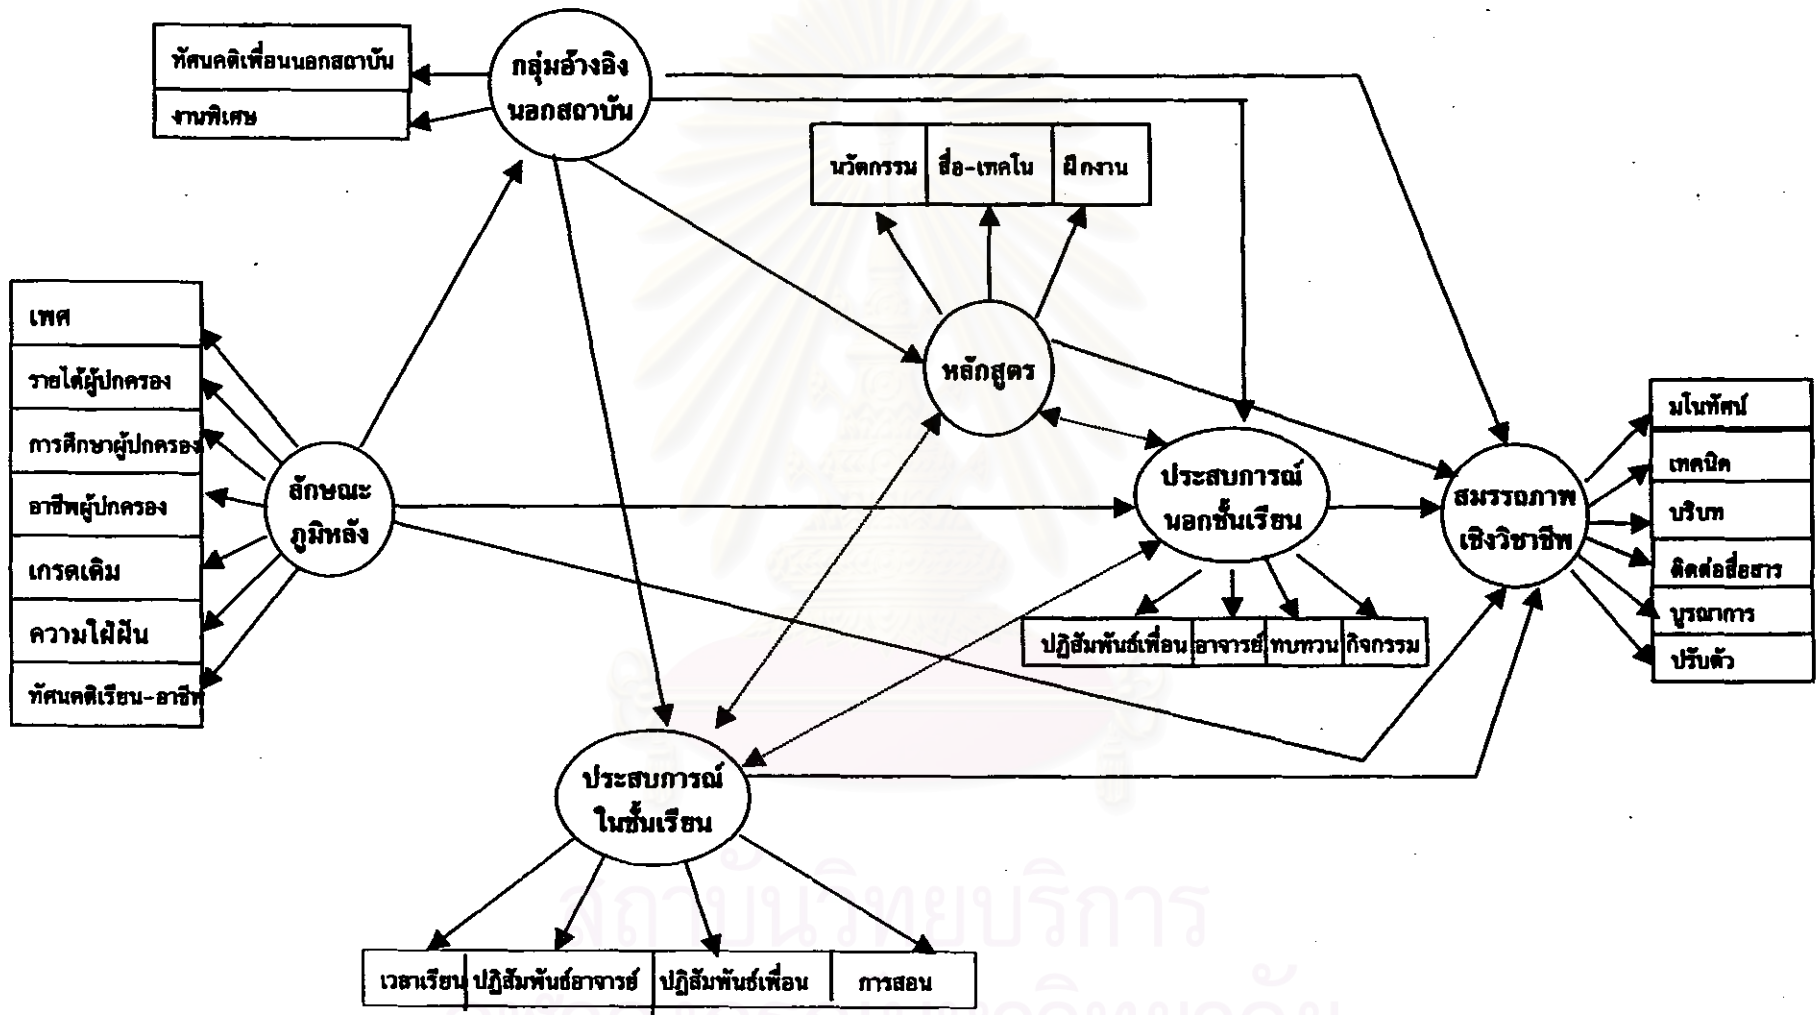 ทัศนคติเพื่อนนอกสถาบัน
งานพิเศษ
กลุ่มอ้างอิง
นอกสถาบัน
นวัตกรรม สื่อ-เทคโน ฝึกงาน
หลักสูตร
เพศ
รายได้ผู้ปกครอง
การศึกษาผู้ปกครอง
อาชีพผู้ปกครอง
เกรดเดิม
ความใฝ่ฝัน
ทัศนคติเรียน-อาชีพ
ลักษณะ
ภูมิหลัง
ประสบการณ์
นอกชั้นเรียน
ปฏิสัมพันธ์เพื่อน อาจารย์ ทบทวน กิจกรรม
สมรรถภาพ
เชิงวิชาชีพ
มโนทัศน์
เทคนิค
บริบท
ติดต่อสื่อสาร
บูรณาการ
ปรับตัว
ประสบการณ์
ในชั้นเรียน
เวลาเรียน ปฏิสัมพันธ์อาจารย์ ปฏิสัมพันธ์เพื่อน การสอน
สถาบันวิทยบริการ